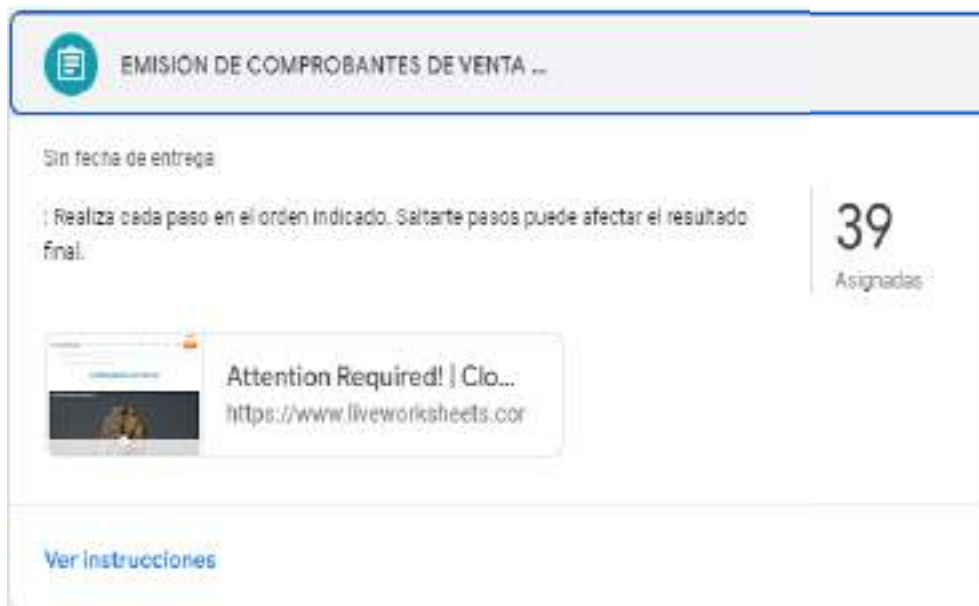 EMISIÓN DE COMPROBANTES DE VENTA ...
Sin fecha de entrega
: Realiza cada paso en el orden indicado. Saltarte pasos puede afectar el resultado
final.
39
Asignadas
Attention Required! | Clo...
https://www.liveworksheets.cor
Ver instrucciones